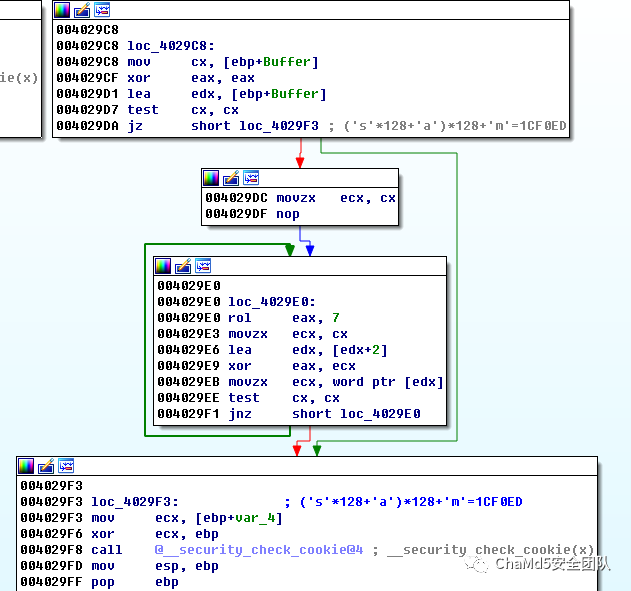 004029C8
004029C8 loc_4029C8:
004029C8 mov cx, [ebp+Buffer]
004029CF xor eax, eax
004029D1 lea edx, [ebp+Buffer]
004029D7 test cx, cx
004029DA jz short loc_4029F3 ; ('s'*128+'a')*128+'m'=1CF0ED
kie(x)
004029DC movzx ecx, cx
004029DF nop
004029E0
004029E0 loc_4029E0:
004029E0 rol eax, 7
004029E3 movzx ecx, cx
004029E6 lea edx, [edx+2]
004029E9 xor eax, ecx
004029EB movzx ecx, word ptr [edx]
004029EE test cx, cx
004029F1 jnz short loc_4029E0
004029F3
004029F3 loc_4029F3: ; ('s'*128+'a')*128+'m'=1CF0ED
004029F3 mov ecx, [ebp+var_4]
004029F6 xor ecx, ebp
004029F8 call @__security_check_cookie@4 ; __security_check_cookie(x)
004029FD mov esp, ebp
004029FF pop ebp
ChaMd5安全团队